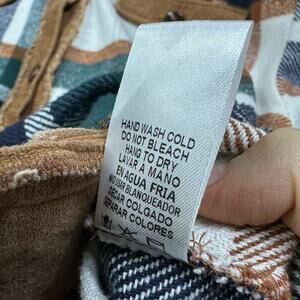 HAND WASH COLD
DO NOT BLEACH
HANG TO DRY
LAVAR A MANO
EN AGUA FRIA
NO USAR BLANQUEADOR
SECAR COLGADO
SEPARAR COLORES